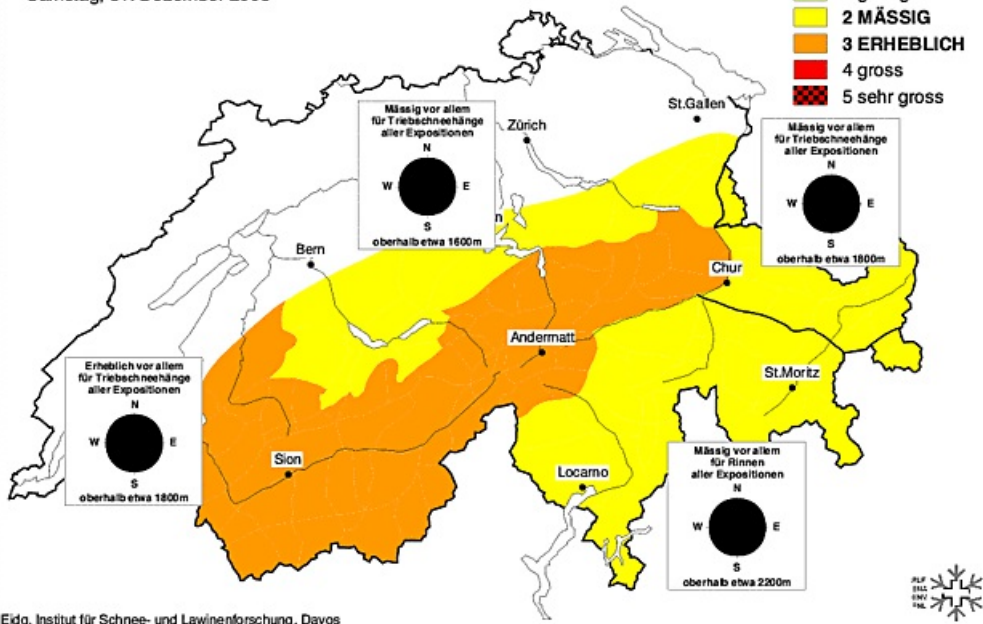 2 MÄSSIG
3 ERHEBLICH
4 gross
5 sehr gross
St.Gallen
Zürich
Mässig vor allem
für Triebschneehänge
aller Expositionen
N
W E
S
oberhalb etwa 1600m
Mässig vor allem
für Triebschneehänge
aller Expositionen
N
W E
S
oberhalb etwa 1800m
Bern
n
Chur
Andermatt
St.Moritz
Erheblich vor allem
für Triebschneehänge
aller Expositionen
N
W E
S
oberhalb etwa 1800m
Sion
Locarno
Mässig vor allem
für Rinnen
aller Expositionen
N
W E
S
oberhalb etwa 2200m
Eidg. Institut für Schnee- und Lawinenforschung, Davos